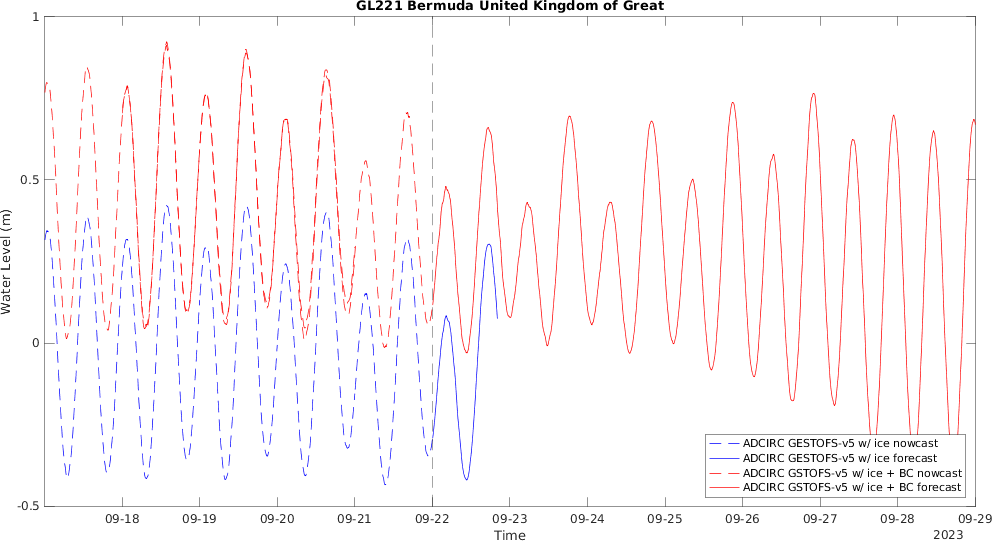 GL221 Bermuda United Kingdom of Great
1
0.5
0
-0.5
Water Level (m)
ADCIRC GESTOFS-v5 w/ ice nowcast
ADCIRC GESTOFS-v5 w/ ice forecast
ADCIRC GSTOFS-v5 w/ ice + BC nowcast
ADCIRC GSTOFS-v5 w/ ice + BC forecast
09-18 09-19 09-20 09-21 09-22 09-23 09-24 09-25 09-26 09-27 09-28 09-29
Time
2023